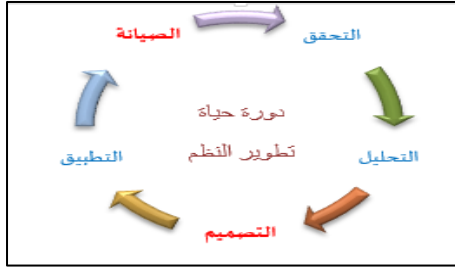 الصيانة
التحقق
دورة حياة
تطوير النظم
التطبيق
التحليل
التصميم